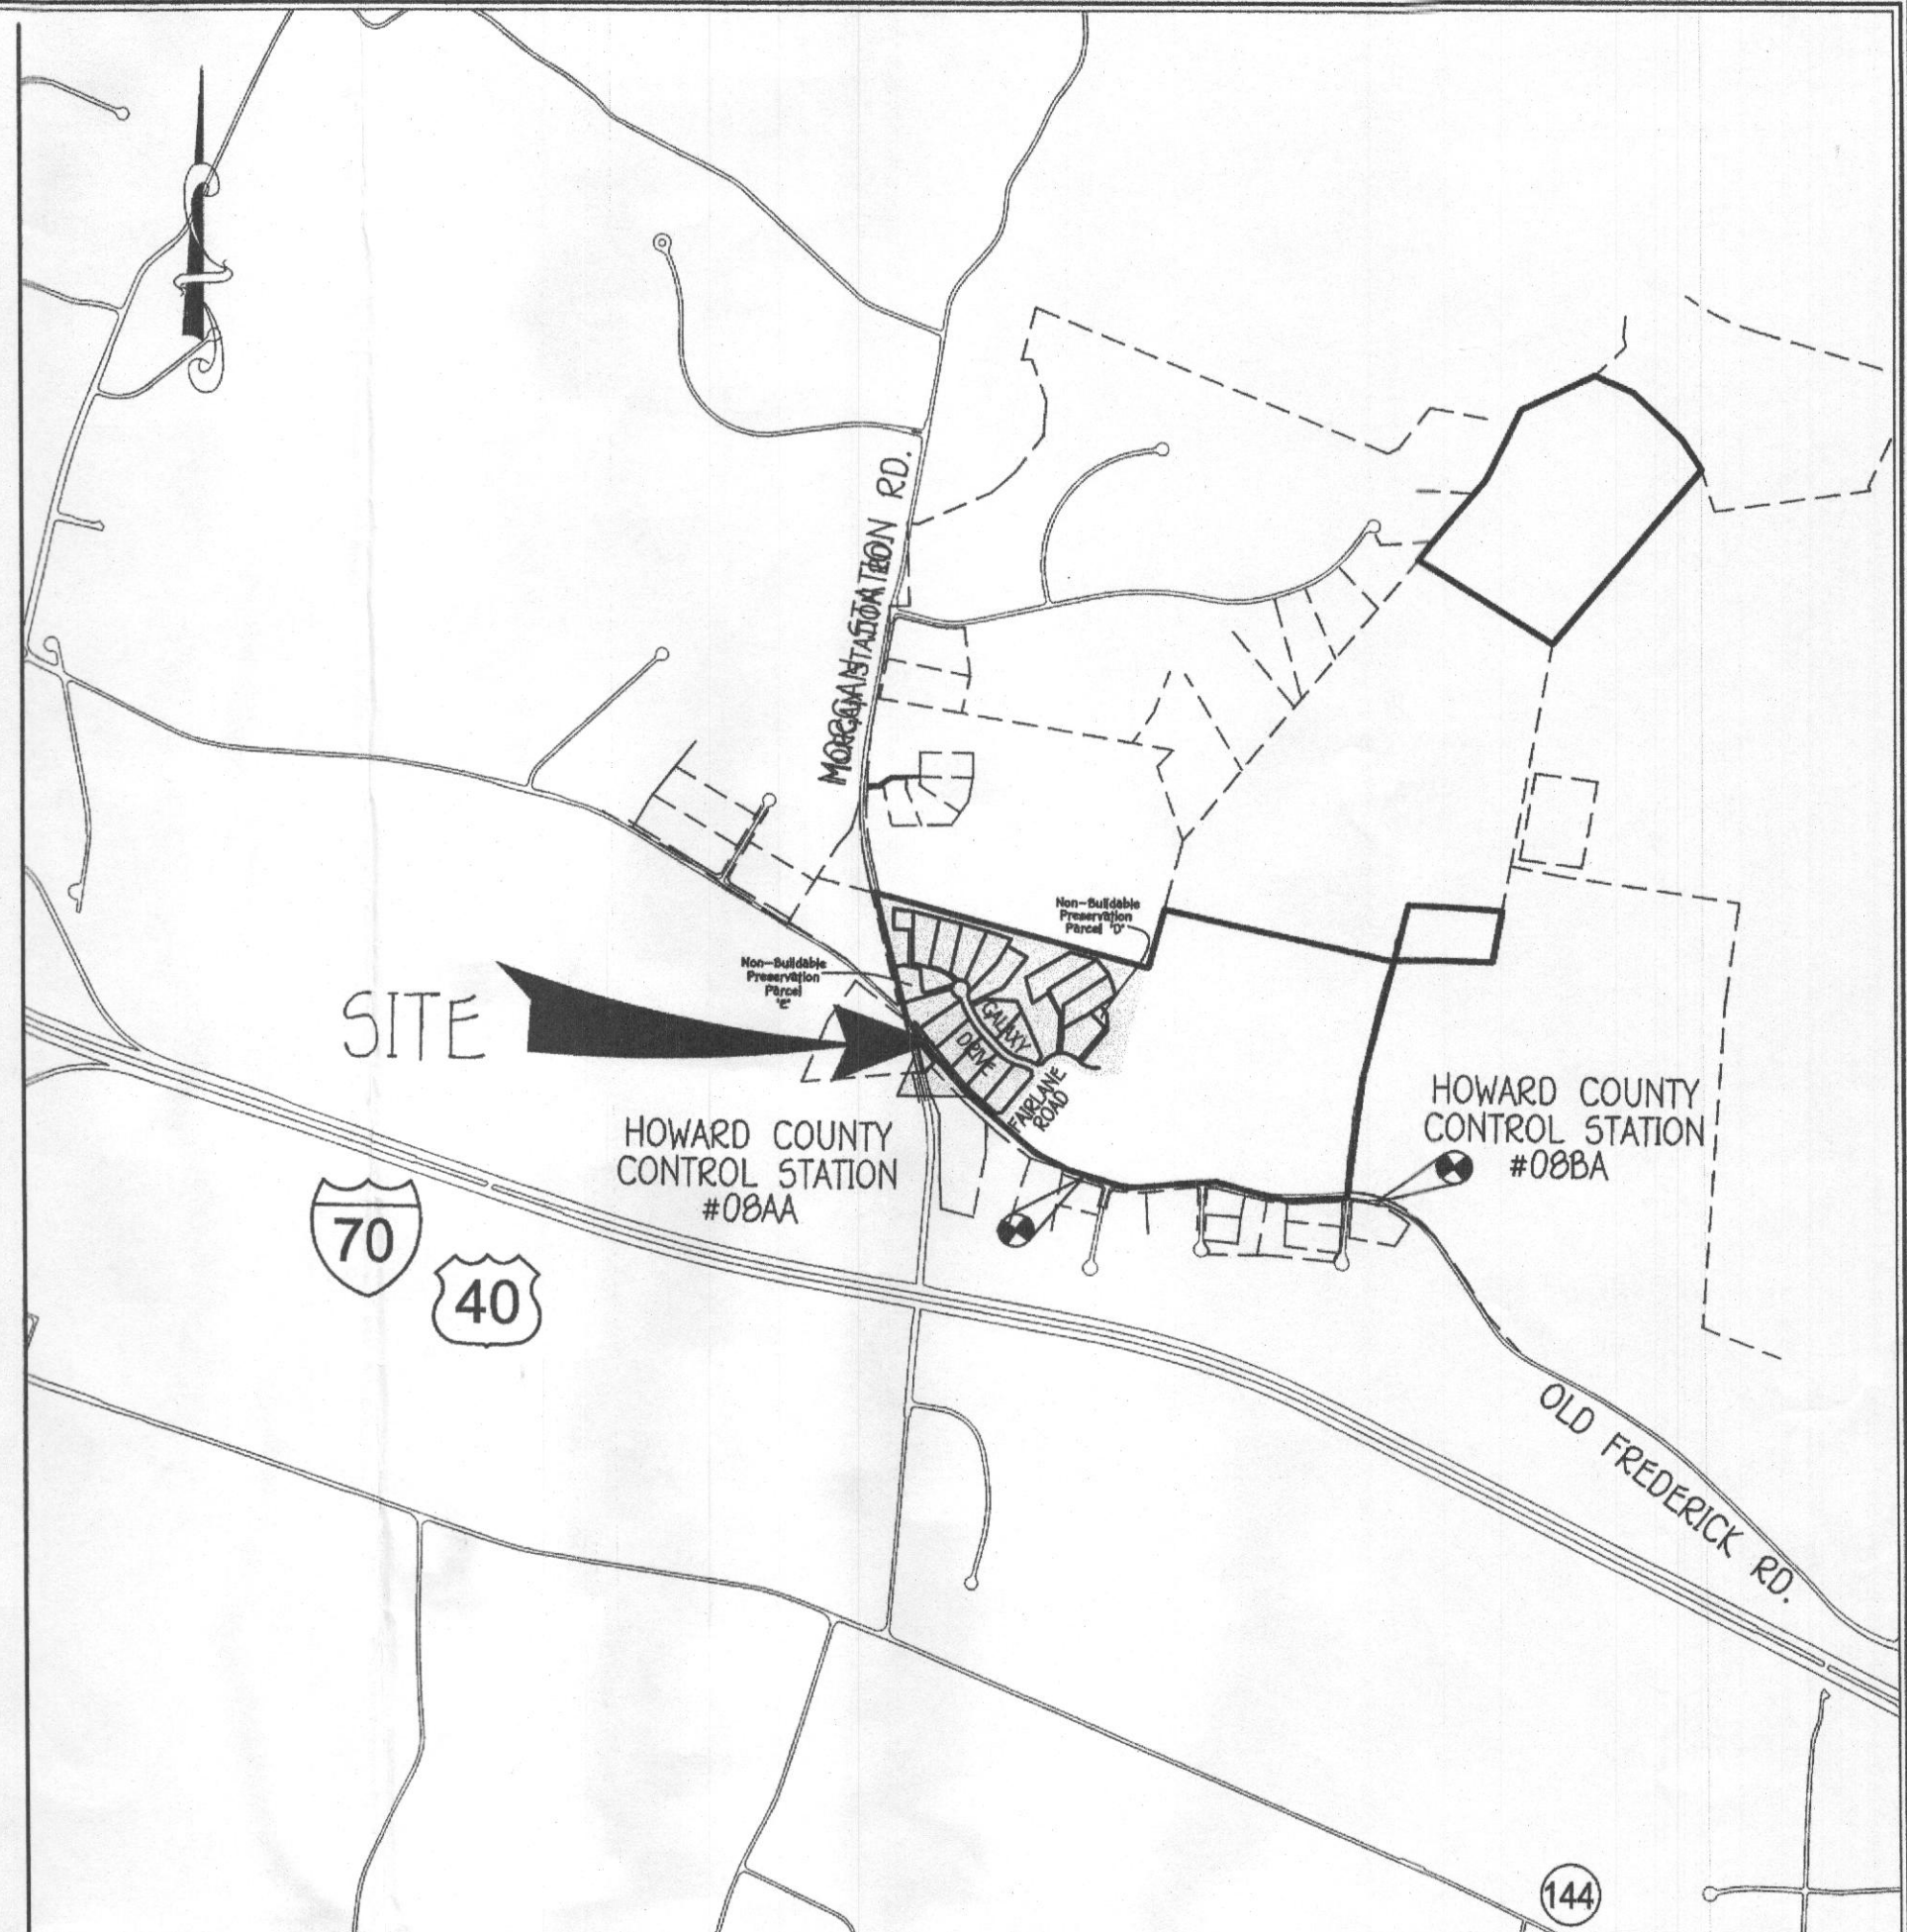 MORGAN STATION RD.
Non-Buildable
Preservation
Parcel "D"
Non-Buildable
Preservation
Parcel
"E"
SITE
GALAXY
DRIVE
FAIRLANE
ROAD
HOWARD COUNTY
CONTROL STATION
#08AA
HOWARD COUNTY
CONTROL STATION
#08BA
70
40
OLD FREDERICK RD.
144